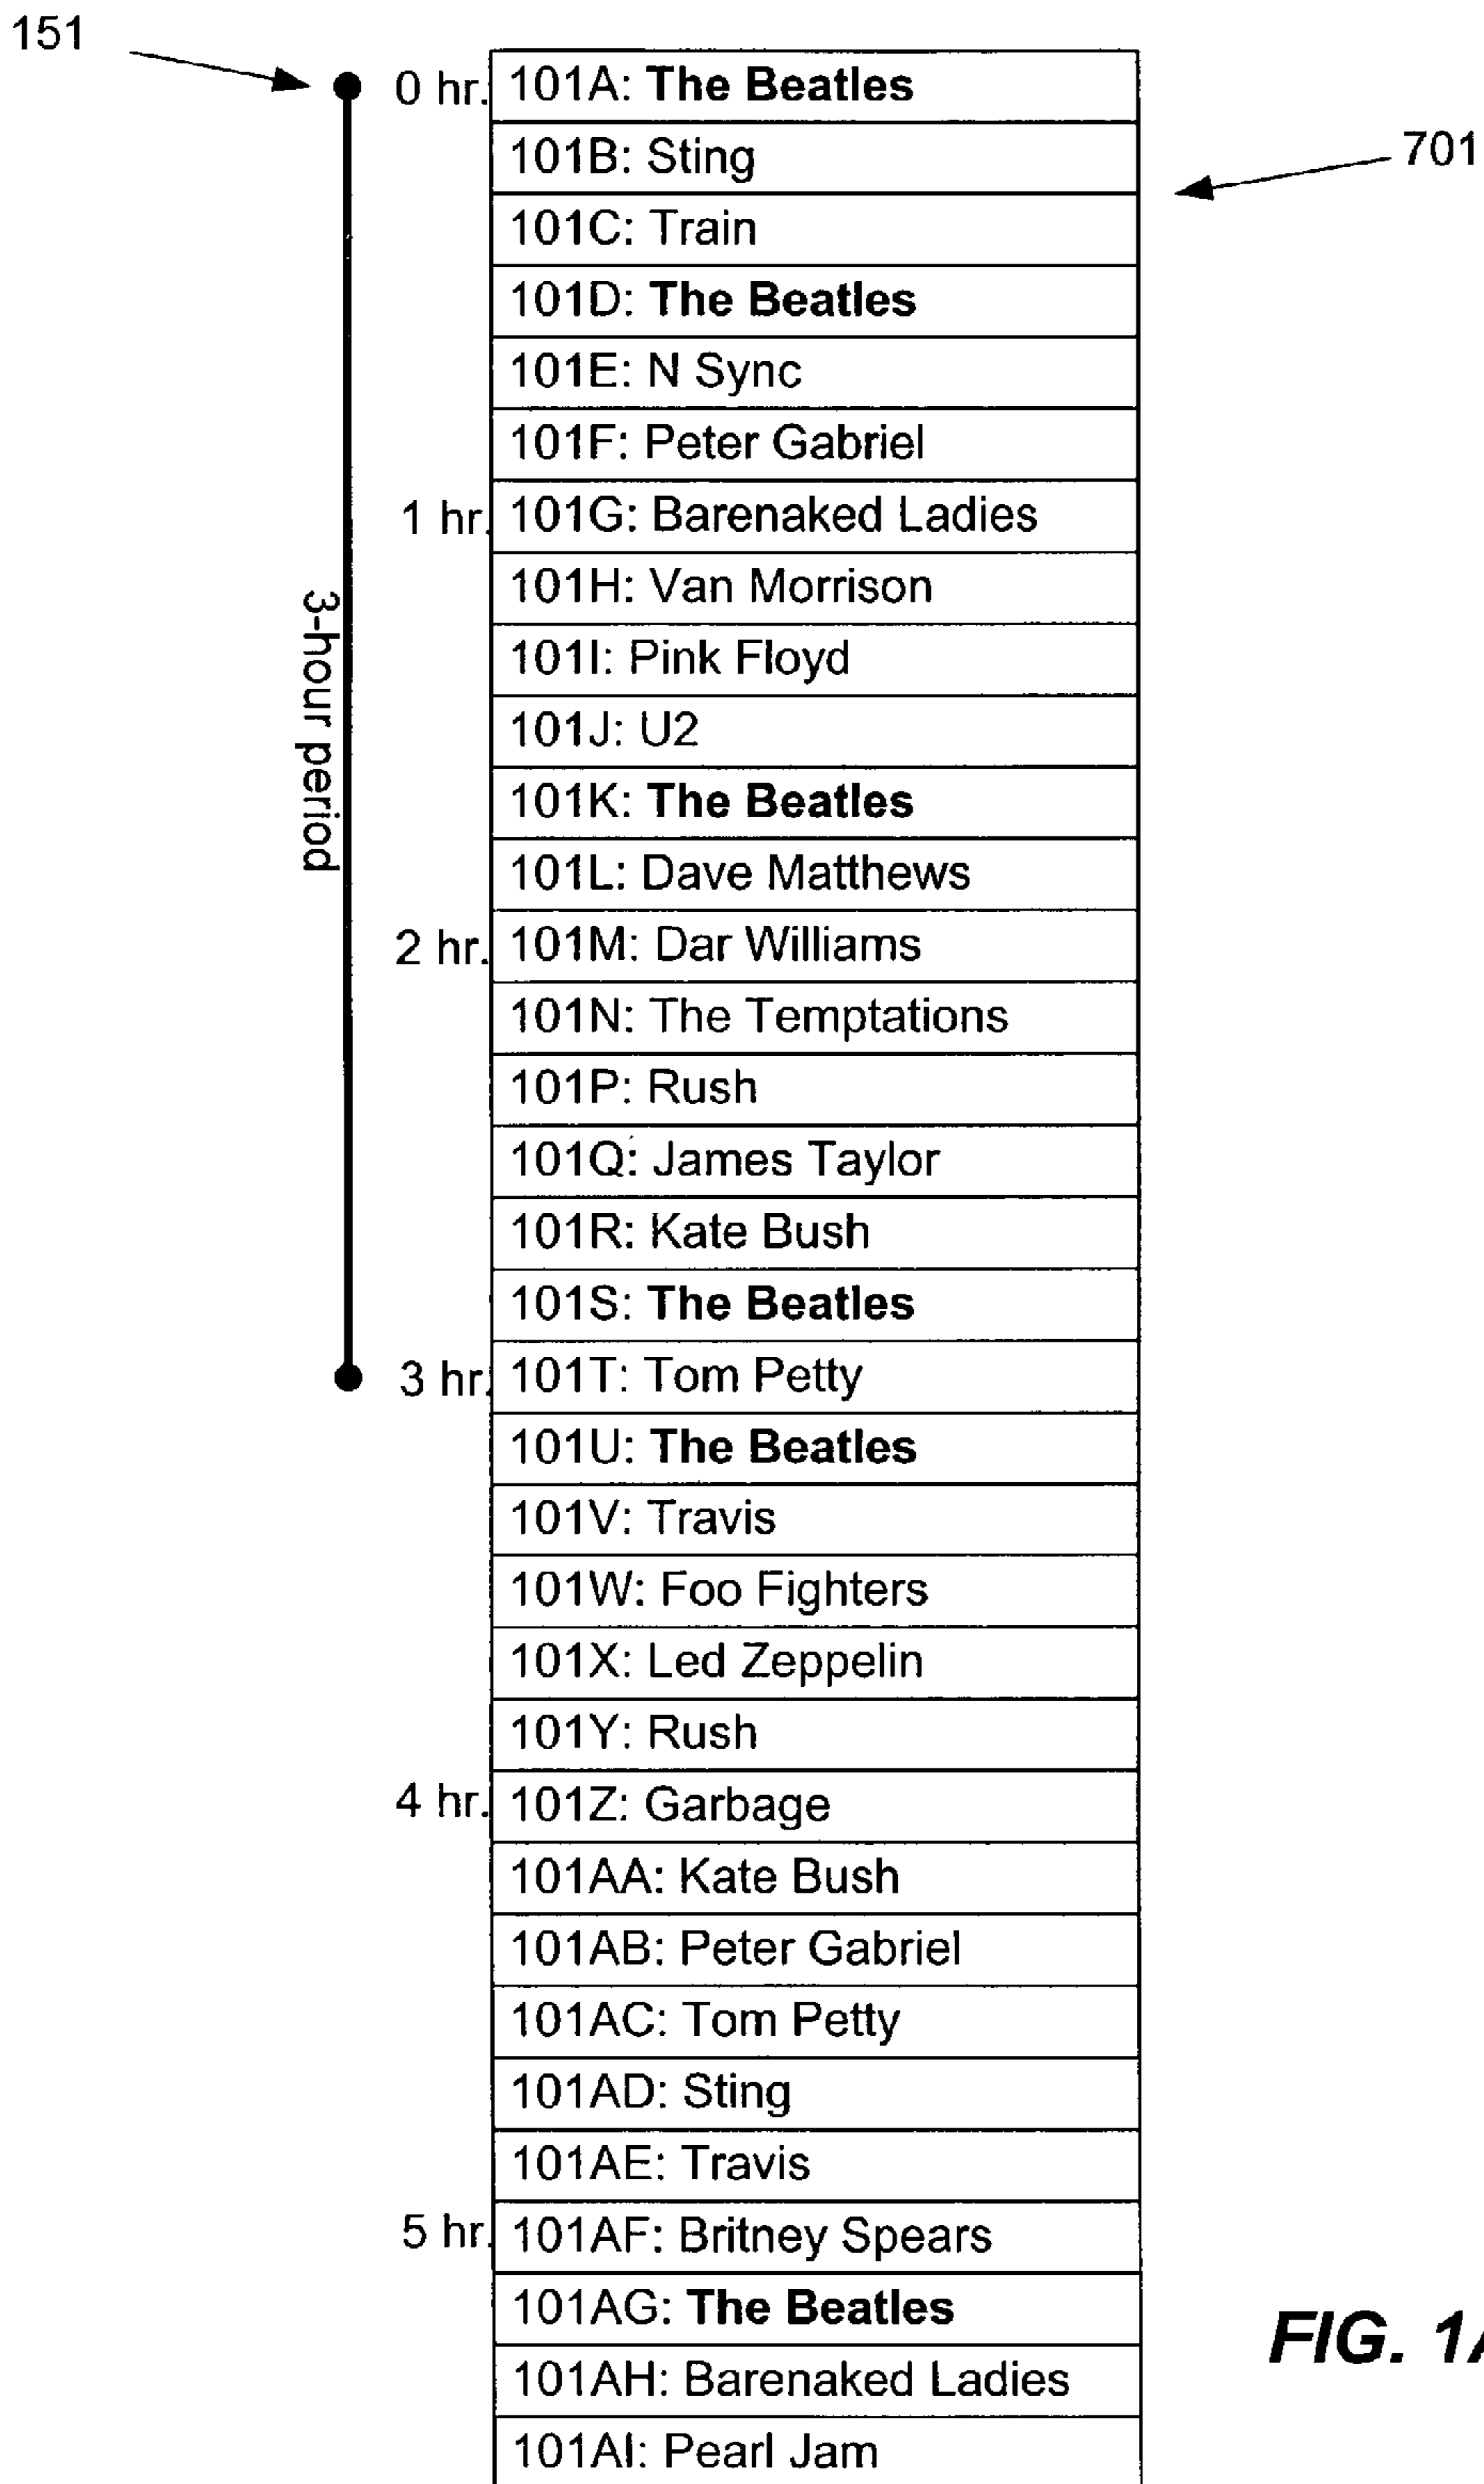 151
701
0 hr. 101A: The Beatles
101B: Sting
101C: Train
101D: The Beatles
101E: N Sync
101F: Peter Gabriel
1 hr. 101G: Barenaked Ladies
101H: Van Morrison
101I: Pink Floyd
101J: U2
3-hour period
101K: The Beatles
101L: Dave Matthews
2 hr. 101M: Dar Williams
101N: The Temptations
101P: Rush
101Q: James Taylor
101R: Kate Bush
101S: The Beatles
3 hr. 101T: Tom Petty
101U: The Beatles
101V: Travis
101W: Foo Fighters
101X: Led Zeppelin
101Y: Rush
4 hr. 101Z: Garbage
101AA: Kate Bush
101AB: Peter Gabriel
101AC: Tom Petty
101AD: Sting
101AE: Travis
5 hr. 101AF: Britney Spears
101AG: The Beatles
101AH: Barenaked Ladies
101AI: Pearl Jam
FIG. 1A